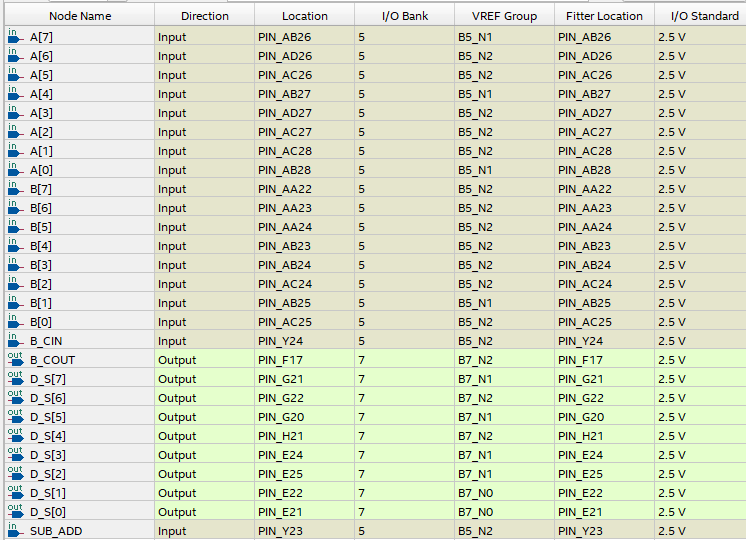 Node Name Direction Location I/O Bank VREF Group Fitter Location I/O Standard
in A[7] Input PIN_AB26 5 B5_N1 PIN_AB26 2.5 V
in A[6] Input PIN_AD26 5 B5_N2 PIN_AD26 2.5 V
in A[5] Input PIN_AC26 5 B5_N2 PIN_AC26 2.5 V
in A[4] Input PIN_AB27 5 B5_N1 PIN_AB27 2.5 V
in A[3] Input PIN_AD27 5 B5_N2 PIN_AD27 2.5 V
in A[2] Input PIN_AC27 5 B5_N2 PIN_AC27 2.5 V
in A[1] Input PIN_AC28 5 B5_N2 PIN_AC28 2.5 V
in A[0] Input PIN_AB28 5 B5_N1 PIN_AB28 2.5 V
in B[7] Input PIN_AA22 5 B5_N2 PIN_AA22 2.5 V
in B[6] Input PIN_AA23 5 B5_N2 PIN_AA23 2.5 V
in B[5] Input PIN_AA24 5 B5_N2 PIN_AA24 2.5 V
in B[4] Input PIN_AB23 5 B5_N2 PIN_AB23 2.5 V
in B[3] Input PIN_AB24 5 B5_N2 PIN_AB24 2.5 V
in B[2] Input PIN_AC24 5 B5_N2 PIN_AC24 2.5 V
in B[1] Input PIN_AB25 5 B5_N1 PIN_AB25 2.5 V
in B[0] Input PIN_AC25 5 B5_N2 PIN_AC25 2.5 V
in B_CIN Input PIN_Y24 5 B5_N2 PIN_Y24 2.5 V
out B_COUT Output PIN_F17 7 B7_N2 PIN_F17 2.5 V
out D_S[7] Output PIN_G21 7 B7_N1 PIN_G21 2.5 V
out D_S[6] Output PIN_G22 7 B7_N2 PIN_G22 2.5 V
out D_S[5] Output PIN_G20 7 B7_N1 PIN_G20 2.5 V
out D_S[4] Output PIN_H21 7 B7_N2 PIN_H21 2.5 V
out D_S[3] Output PIN_E24 7 B7_N1 PIN_E24 2.5 V
out D_S[2] Output PIN_E25 7 B7_N1 PIN_E25 2.5 V
out D_S[1] Output PIN_E22 7 B7_N0 PIN_E22 2.5 V
out D_S[0] Output PIN_E21 7 B7_N0 PIN_E21 2.5 V
in SUB_ADD Input PIN_Y23 5 B5_N2 PIN_Y23 2.5 V